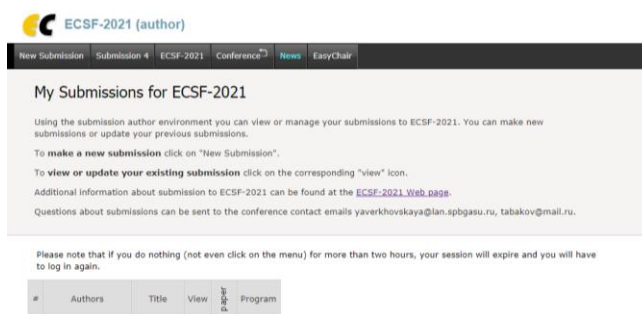 ECSF-2021 (author)
New Submission Submission 4 ECSF-2021 Conference News EasyChair
My Submissions for ECSF-2021
Using the submission author environment you can view or manage your submissions to ECSF-2021. You can make new
submissions or update your previous submissions.
To make a new submission click on "New Submission".
To view or update your existing submission click on the corresponding "view" icon.
Additional information about submission to ECSF-2021 can be found at the ECSF-2021 Web page.
Questions about submissions can be sent to the conference contact emails yaverkhovskaya@lan.spbgasu.ru, tabakov@mail.ru.
Please note that if you do nothing (not even click on the menu) for more than two hours, your session will expire and you will have
to log in again.
# Authors Title View paper Program